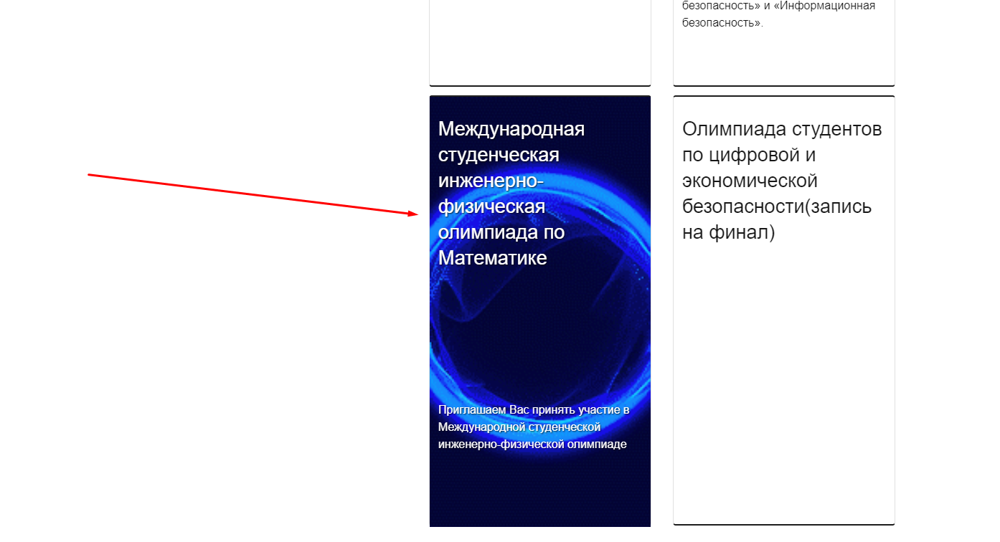 безопасность» и «Информационная
безопасность».
Международная
студенческая
инженерно-
физическая
олимпиада по
Математике
Приглашаем Вас принять участие в
Международной студенческой
инженерно-физической олимпиаде
Олимпиада студентов
по цифровой и
экономической
безопасности(запись
на финал)